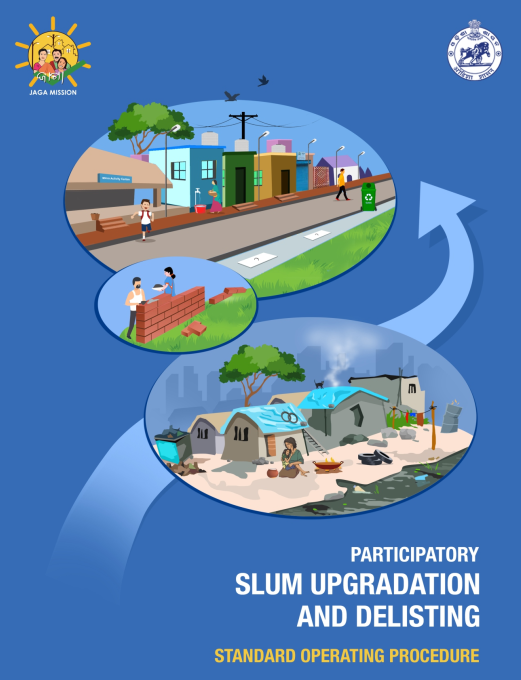 JAGA MISSION
PARTICIPATORY
SLUM UPGRADATION
AND DELISTING
STANDARD OPERATING PROCEDURE